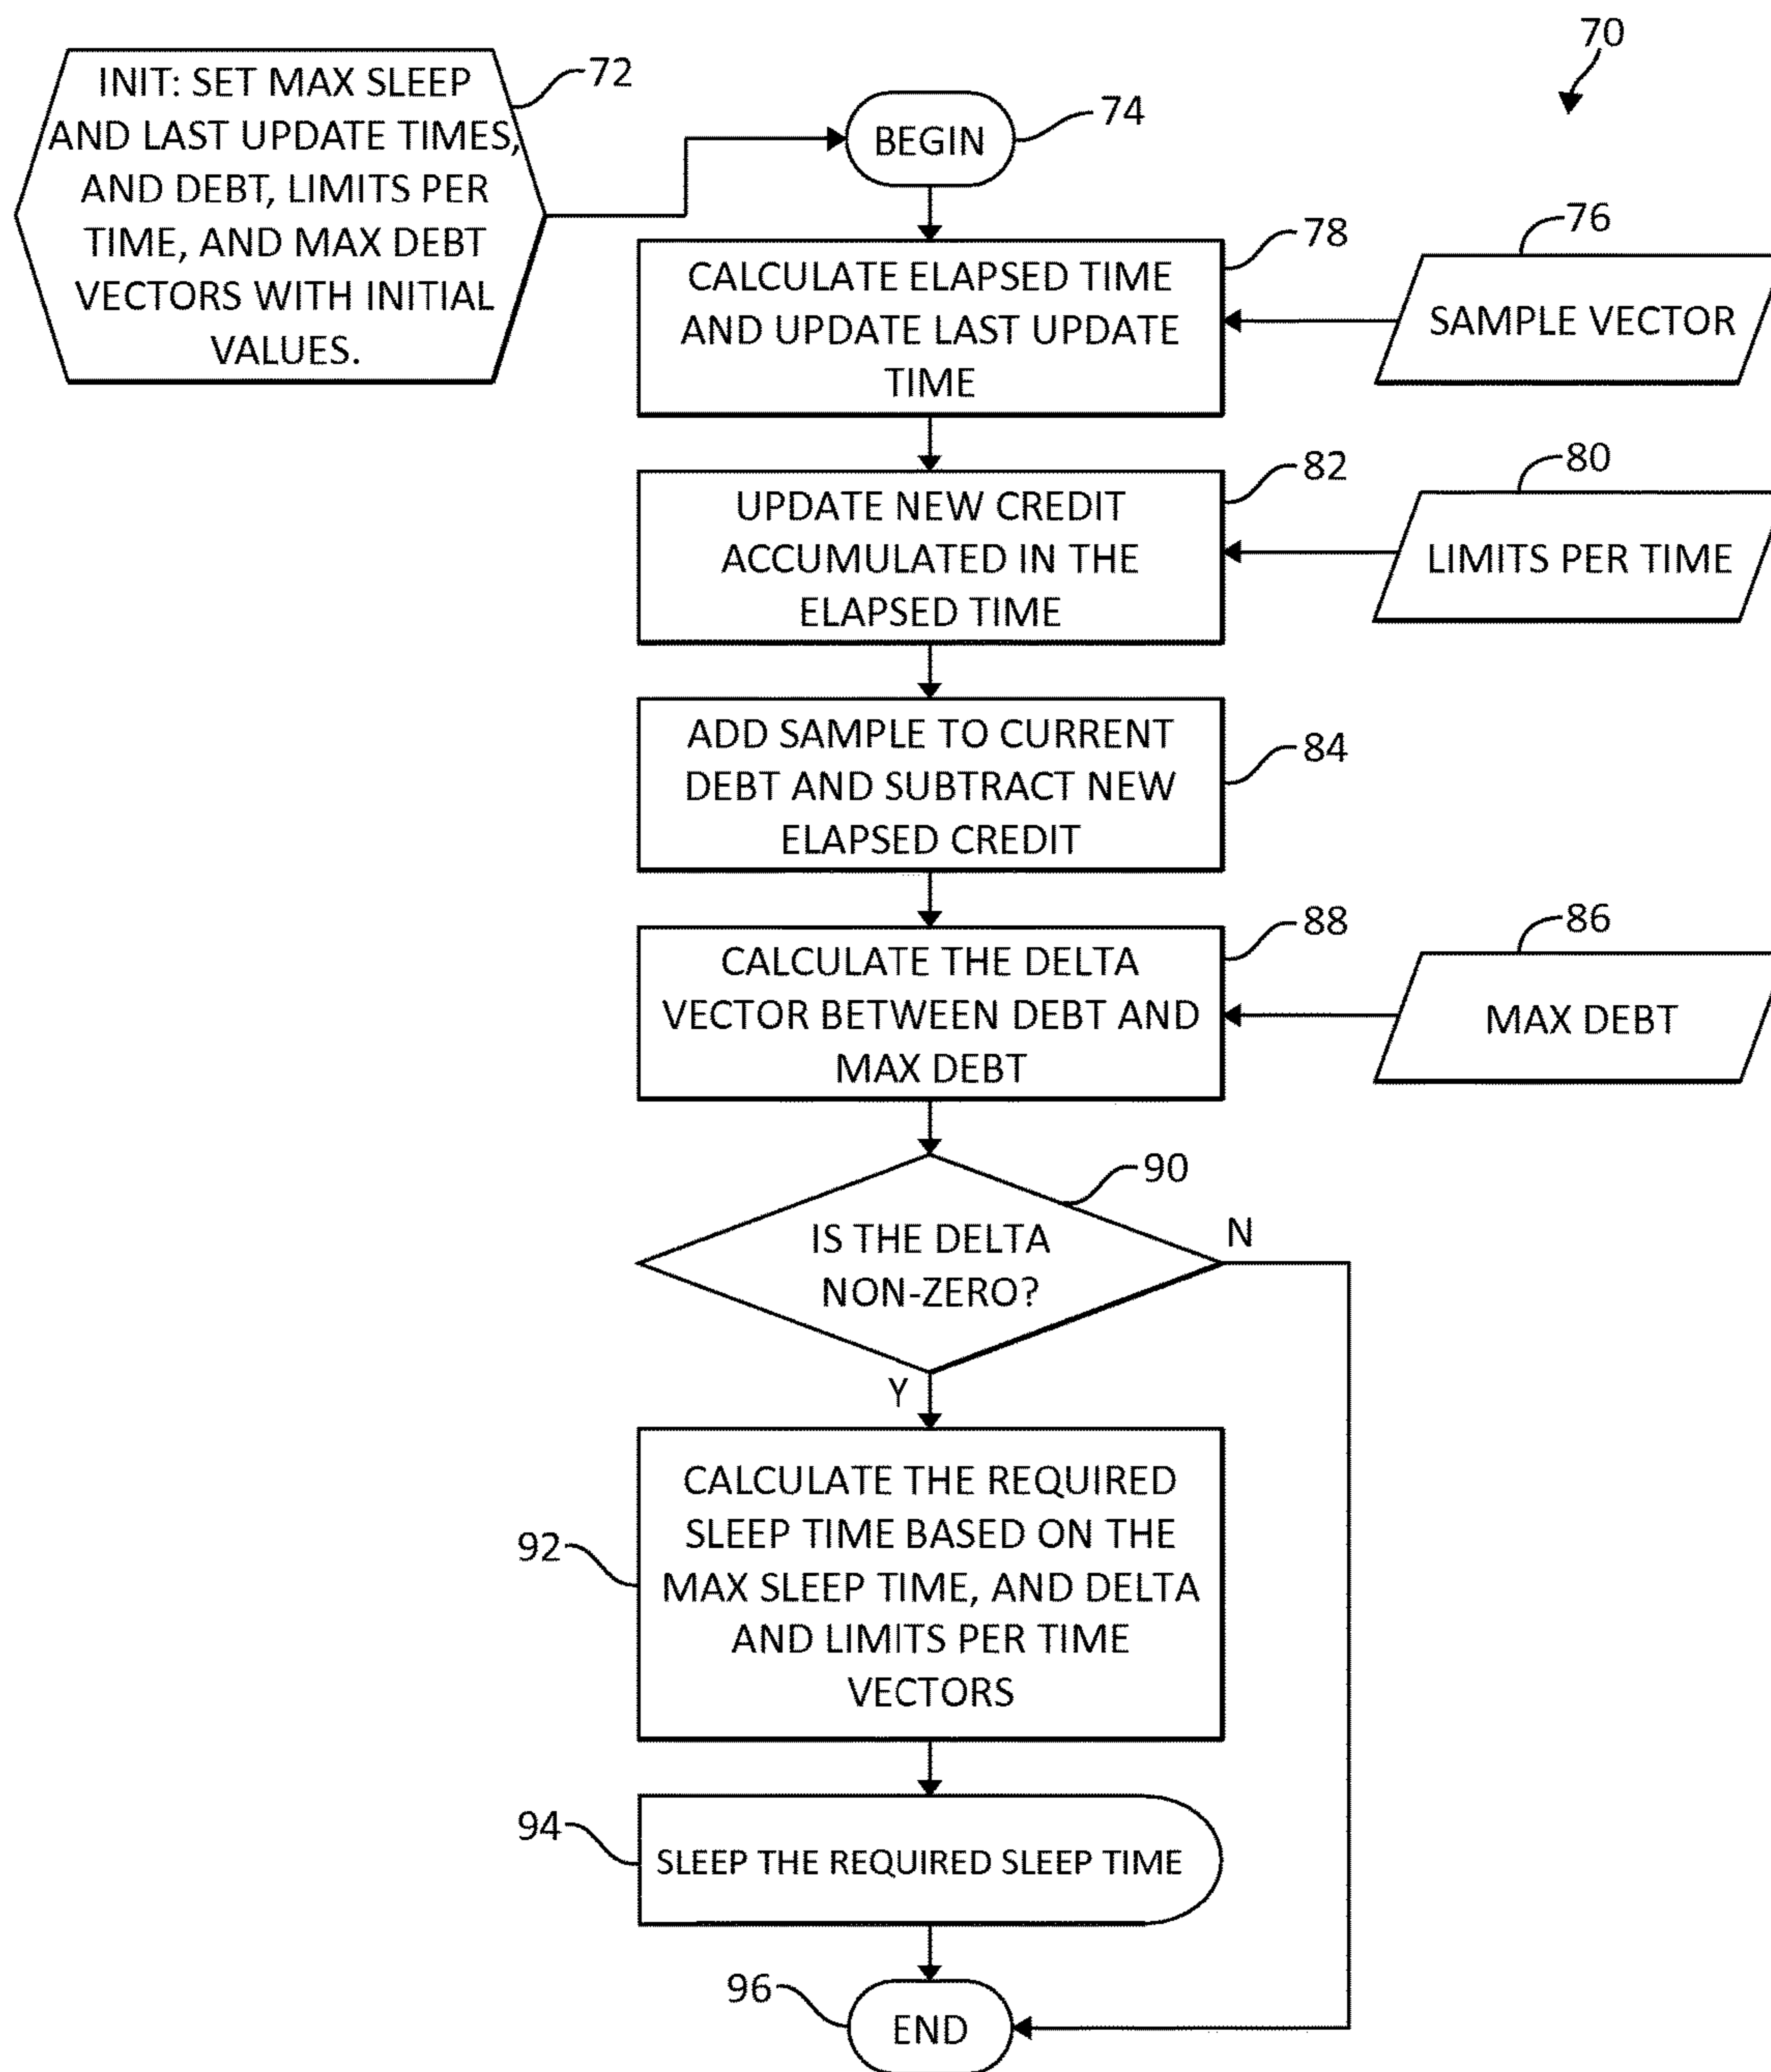 70
INIT: SET MAX SLEEP
AND LAST UPDATE TIMES,
AND DEBT, LIMITS PER
TIME, AND MAX DEBT
VECTORS WITH INITIAL
VALUES.
72
BEGIN
74
CALCULATE ELAPSED TIME
AND UPDATE LAST UPDATE
TIME
78
76
SAMPLE VECTOR
UPDATE NEW CREDIT
ACCUMULATED IN THE
ELAPSED TIME
82
80
LIMITS PER TIME
ADD SAMPLE TO CURRENT
DEBT AND SUBTRACT NEW
ELAPSED CREDIT
84
CALCULATE THE DELTA
VECTOR BETWEEN DEBT AND
MAX DEBT
88
86
MAX DEBT
90
IS THE DELTA
NON-ZERO?
N
Y
CALCULATE THE REQUIRED
SLEEP TIME BASED ON THE
MAX SLEEP TIME, AND DELTA
AND LIMITS PER TIME
VECTORS
92
94
SLEEP THE REQUIRED SLEEP TIME
96
END